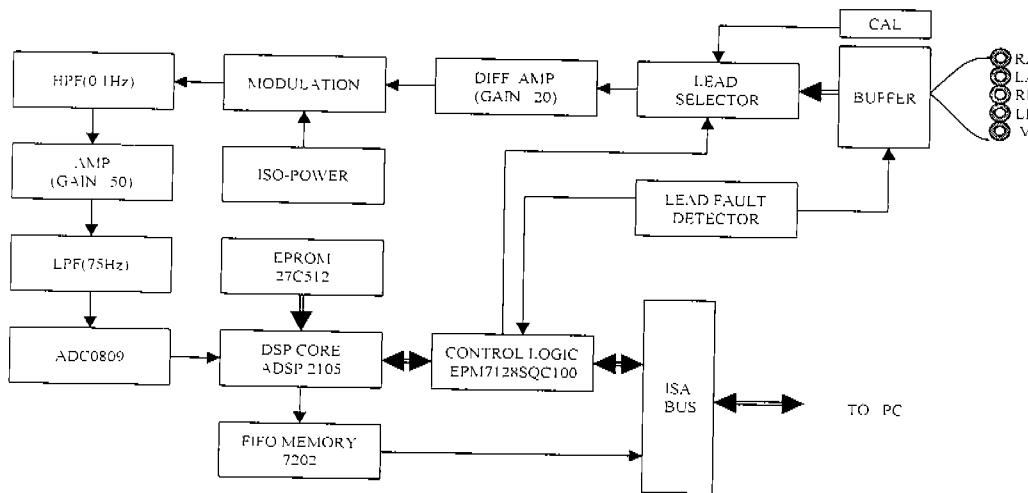 CAL
HPF(0.1Hz)
MODULATION
DIFF AMP
(GAIN 20)
LEAD
SELECTOR
BUFFER
RA
LA
V
AMP
(GAIN 50)
ISO-POWER
LEAD FAULT
DETECTOR
LPF(75Hz)
EPROM
27C512
ADC0809
DSP CORE
ADSP 2105
CONTROL LOGIC
EPM7128SQC100
ISA
BUS
TO PC
FIFO MEMORY
7202